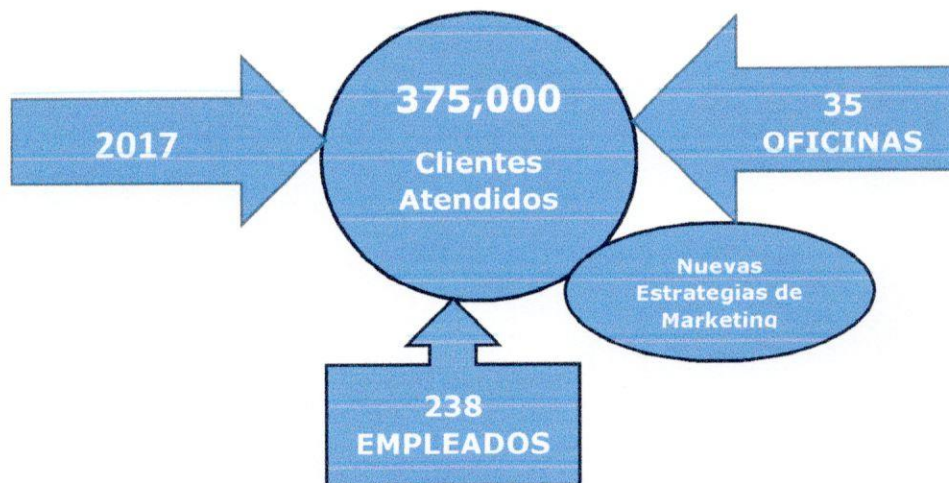 2017
375,000
Clientes
Atendidos
35
OFICINAS
Nuevas
Estrategias de
Marketing
238
EMPLEADOS